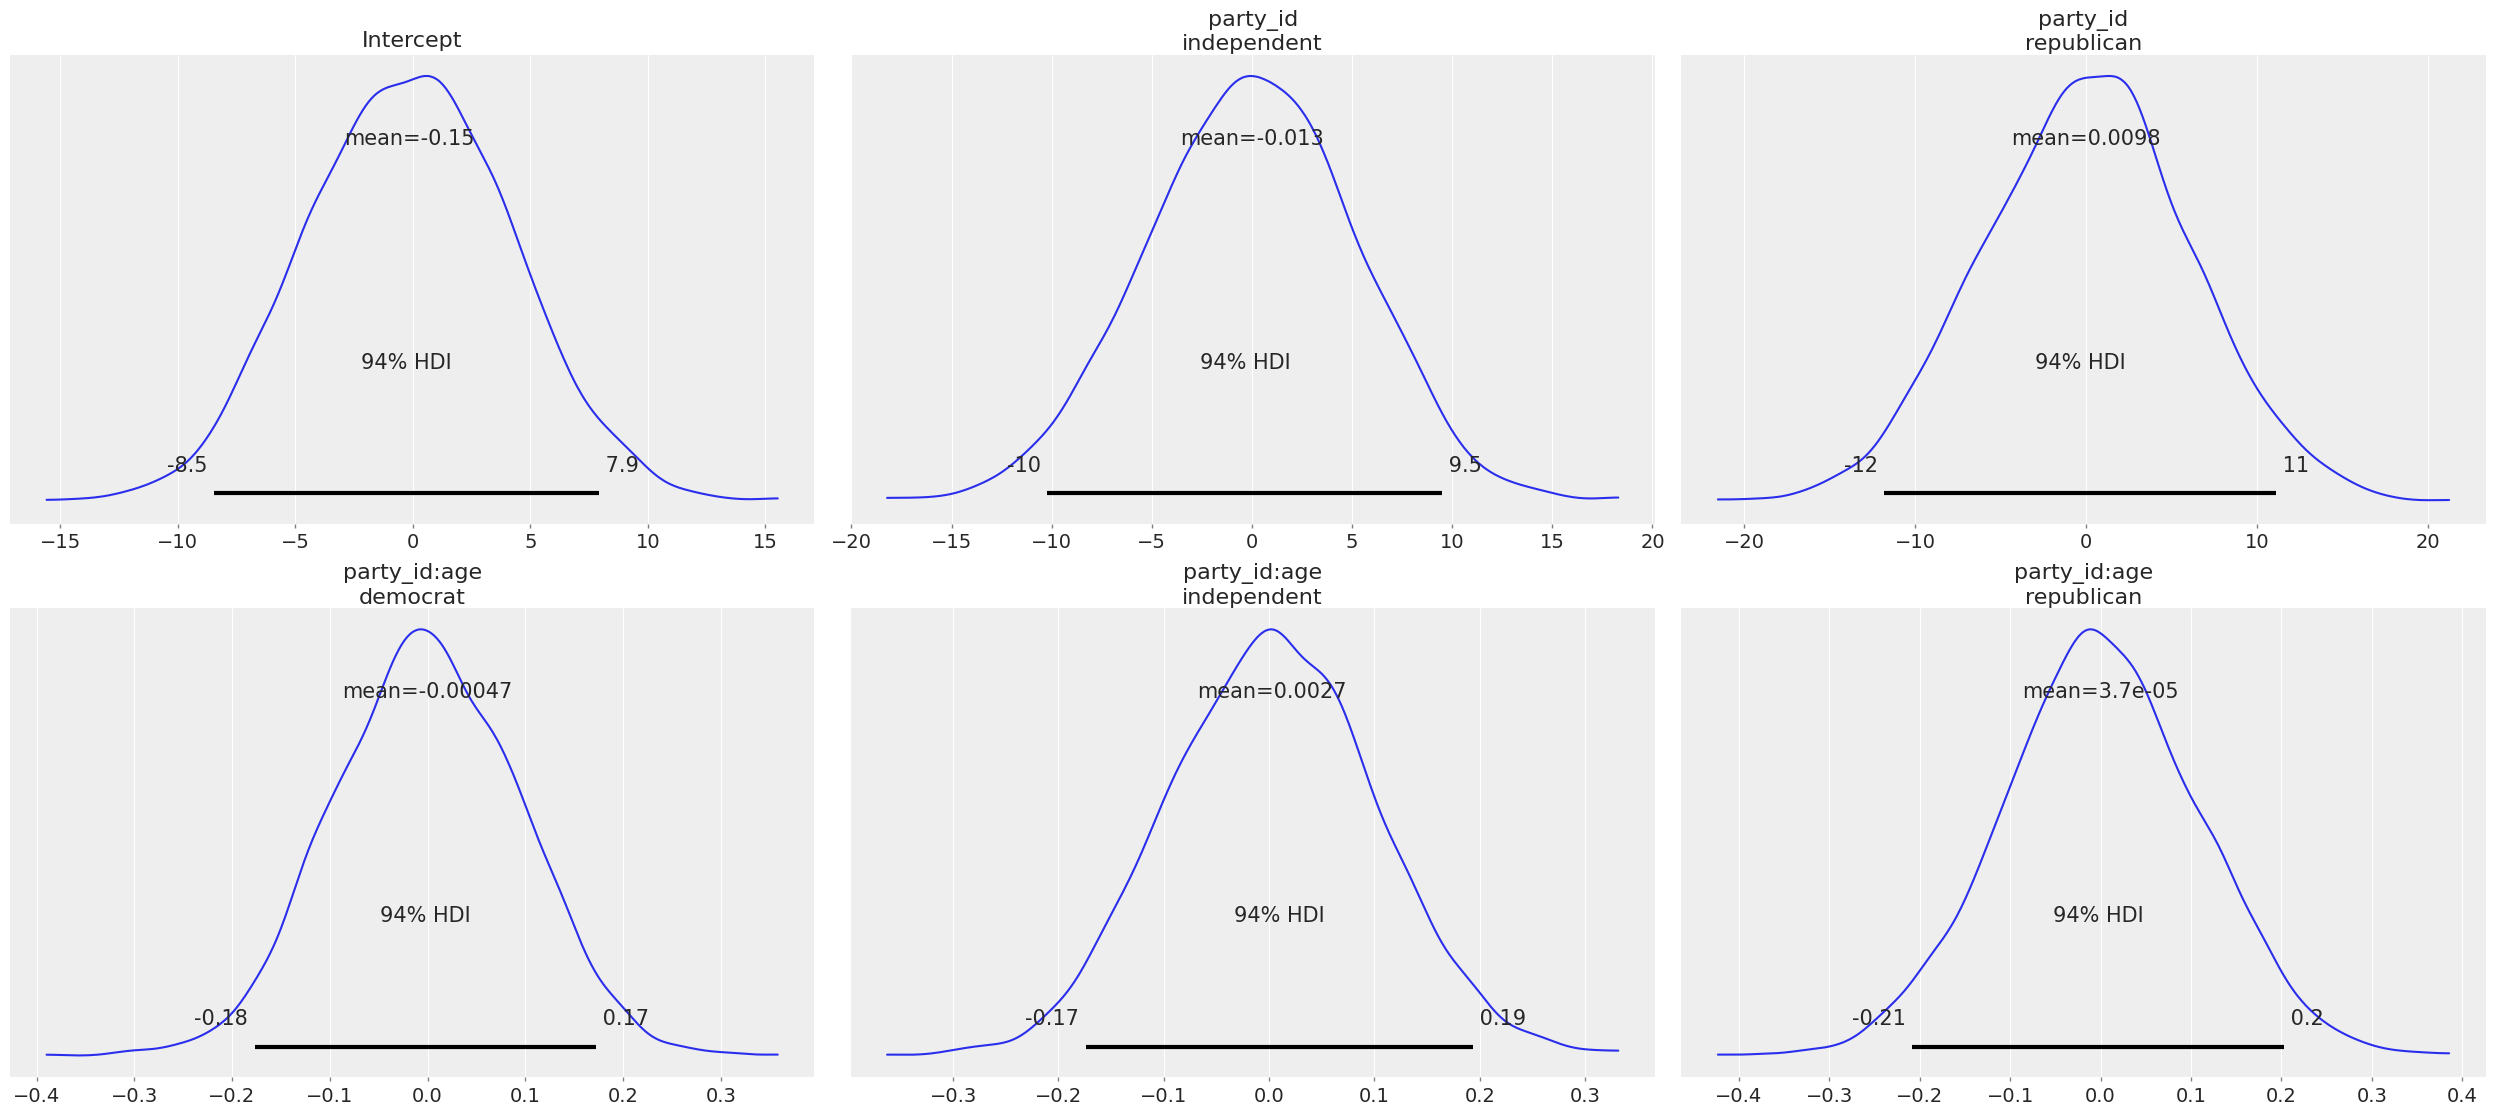 Intercept
mean=-0.15
94% HDI
-8.5 7.9
−15 −10 −5 0 5 10 15
party_id
independent
mean=-0.013
94% HDI
-10 9.5
−20 −15 −10 −5 0 5 10 15 20
party_id
republican
mean=0.0098
94% HDI
-12 11
−20 −10 0 10 20
party_id:age
democrat
mean=-0.00047
94% HDI
-0.18 0.17
−0.4 −0.3 −0.2 −0.1 0.0 0.1 0.2 0.3
party_id:age
independent
mean=0.0027
94% HDI
-0.17 0.19
−0.3 −0.2 −0.1 0.0 0.1 0.2 0.3
party_id:age
republican
mean=3.7e-05
94% HDI
-0.21 0.2
−0.4 −0.3 −0.2 −0.1 0.0 0.1 0.2 0.3 0.4